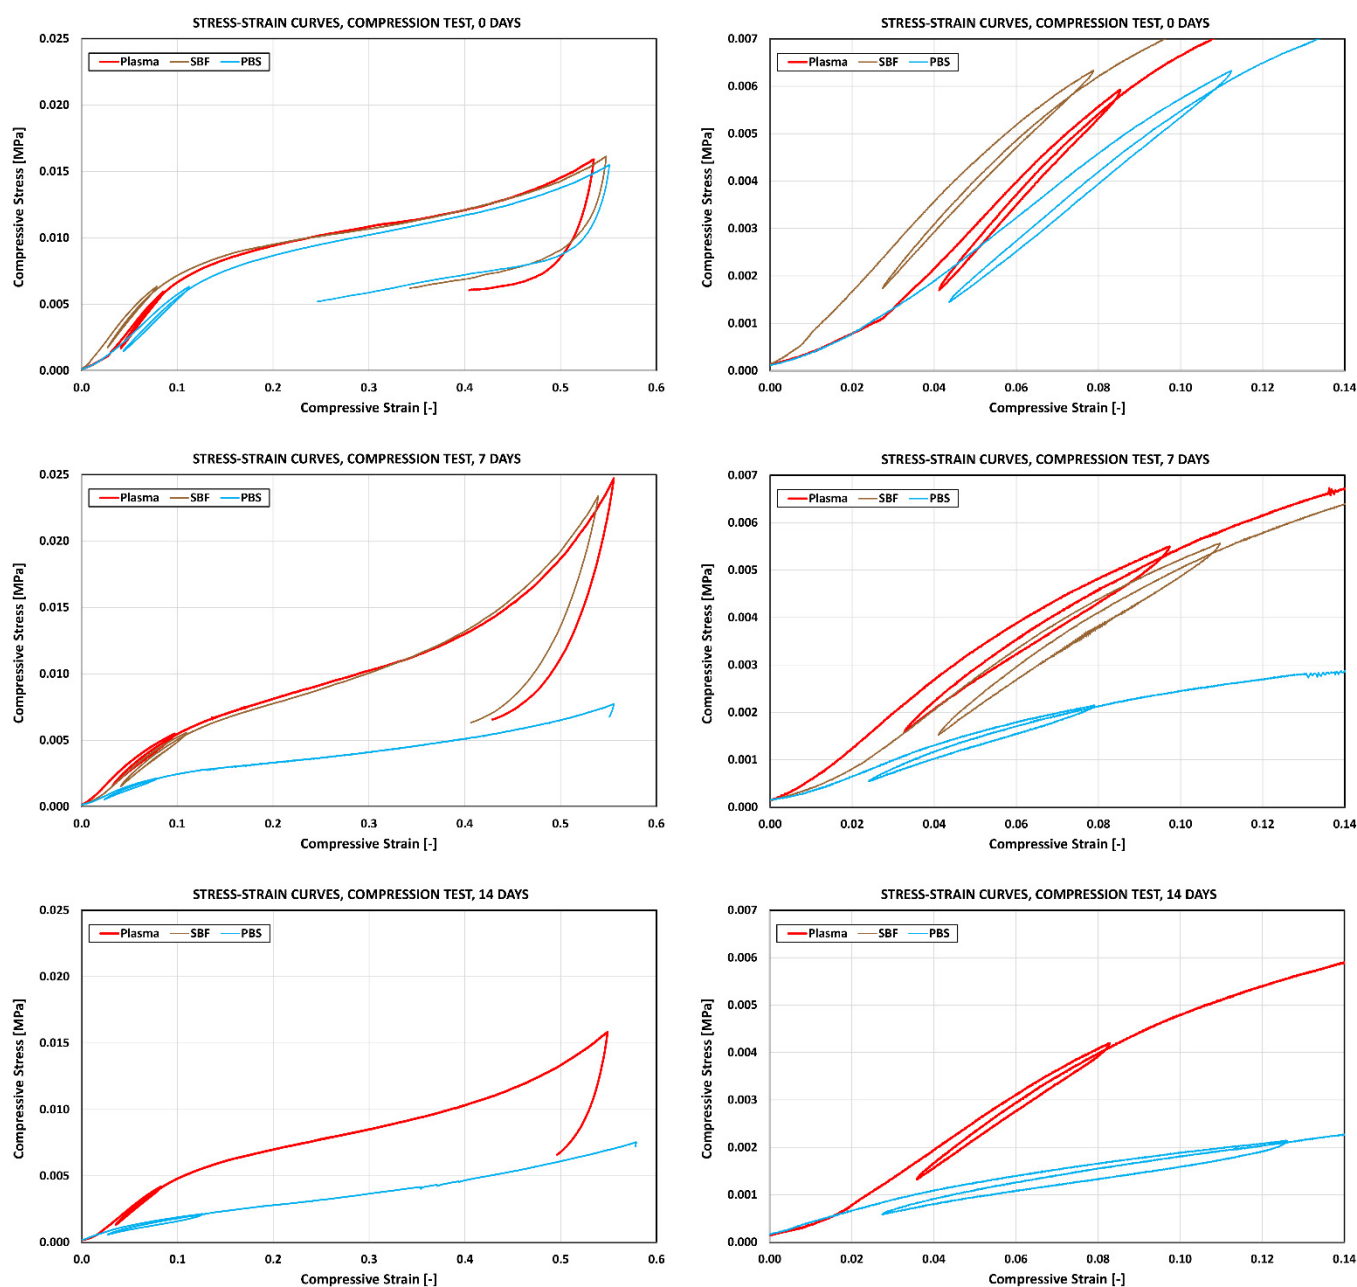 STRESS-STRAIN CURVES, COMPRESSION TEST, 0 DAYS
Plasma SBF PBS
Compressive Stress [MPa]
0.025
0.020
0.015
0.010
0.005
0.000
0.0 0.1 0.2 0.3 0.4 0.5 0.6
Compressive Strain [-]
STRESS-STRAIN CURVES, COMPRESSION TEST, 0 DAYS
Plasma SBF PBS
Compressive Stress [MPa]
0.007
0.006
0.005
0.004
0.003
0.002
0.001
0.000
0.00 0.02 0.04 0.06 0.08 0.10 0.12 0.14
Compressive Strain [-]
STRESS-STRAIN CURVES, COMPRESSION TEST, 7 DAYS
Plasma SBF PBS
Compressive Stress [MPa]
0.025
0.020
0.015
0.010
0.005
0.000
0.0 0.1 0.2 0.3 0.4 0.5 0.6
Compressive Strain [-]
STRESS-STRAIN CURVES, COMPRESSION TEST, 7 DAYS
Plasma SBF PBS
Compressive Stress [MPa]
0.007
0.006
0.005
0.004
0.003
0.002
0.001
0.000
0.00 0.02 0.04 0.06 0.08 0.10 0.12 0.14
Compressive Strain [-]
STRESS-STRAIN CURVES, COMPRESSION TEST, 14 DAYS
Plasma SBF PBS
Compressive Stress [MPa]
0.025
0.020
0.015
0.010
0.005
0.000
0.0 0.1 0.2 0.3 0.4 0.5 0.6
Compressive Strain [-]
STRESS-STRAIN CURVES, COMPRESSION TEST, 14 DAYS
Plasma SBF PBS
Compressive Stress [MPa]
0.007
0.006
0.005
0.004
0.003
0.002
0.001
0.000
0.00 0.02 0.04 0.06 0.08 0.10 0.12 0.14
Compressive Strain [-]